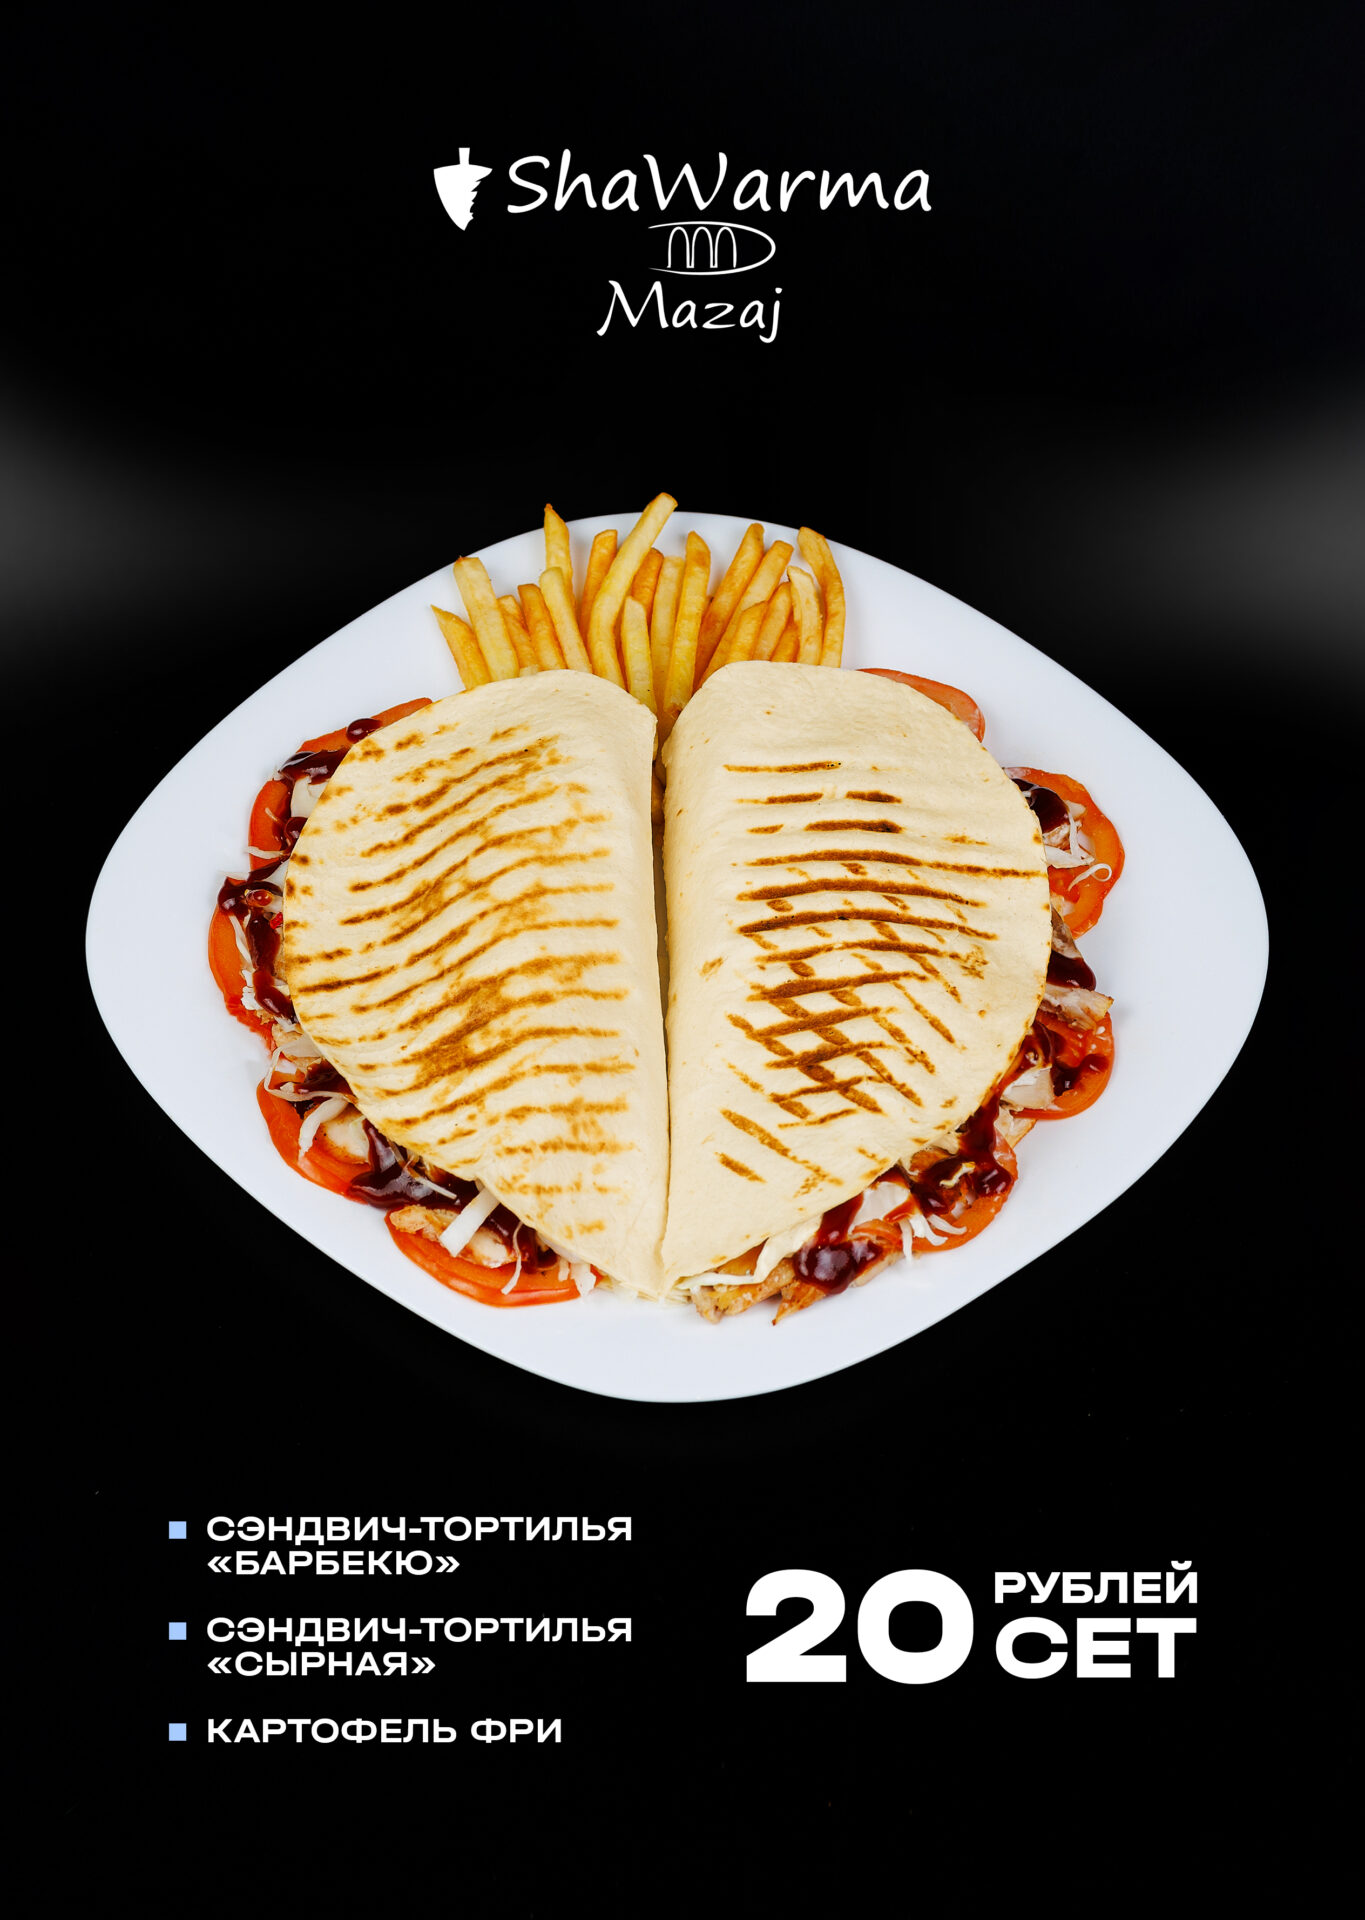 ShaWarma
Mazaj
СЭНДВИЧ-ТОРТИЛЬЯ
«БАРБЕКЮ»
СЭНДВИЧ-ТОРТИЛЬЯ
«СЫРНАЯ»
КАРТОФЕЛЬ ФРИ
20 РУБЛЕЙ
СЕТ